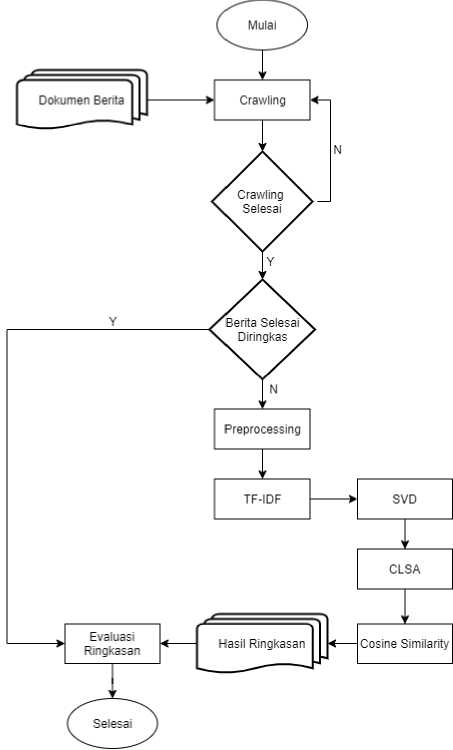 Mulai
Dokumen Berita
Crawling
N
Crawling
Selesai
Y
Y
Berita Selesai
Diringkas
N
Preprocessing
TF-IDF
SVD
CLSA
Evaluasi
Ringkasan
Hasil Ringkasan
Cosine Similarity
Selesai